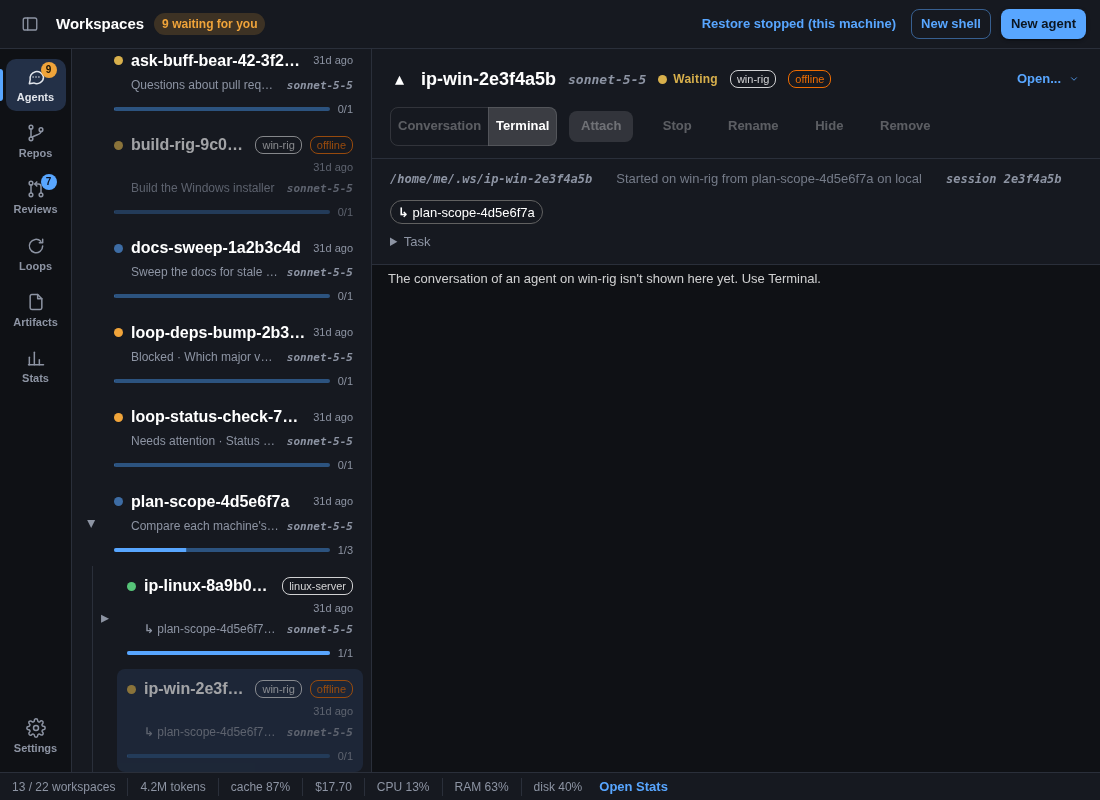 Workspaces 9 waiting for you Restore stopped (this machine) New shell New agent
9
Agents
Repos
7
Reviews
Loops
Artifacts
Stats
Settings
ask-buff-bear-42-3f2… 31d ago
Questions about pull req… sonnet-5-5
0/1
build-rig-9c0… win-rig offline
31d ago
Build the Windows installer sonnet-5-5
0/1
docs-sweep-1a2b3c4d 31d ago
Sweep the docs for stale … sonnet-5-5
0/1
loop-deps-bump-2b3… 31d ago
Blocked · Which major v… sonnet-5-5
0/1
loop-status-check-7… 31d ago
Needs attention · Status … sonnet-5-5
0/1
plan-scope-4d5e6f7a 31d ago
Compare each machine's… sonnet-5-5
1/3
ip-linux-8a9b0… linux-server
31d ago
↳ plan-scope-4d5e6f7… sonnet-5-5
1/1
ip-win-2e3f… win-rig offline
31d ago
↳ plan-scope-4d5e6f7… sonnet-5-5
0/1
ip-win-2e3f4a5b sonnet-5-5 Waiting win-rig offline Open...
Conversation Terminal Attach Stop Rename Hide Remove
/home/me/.ws/ip-win-2e3f4a5b Started on win-rig from plan-scope-4d5e6f7a on local session 2e3f4a5b
↳ plan-scope-4d5e6f7a
Task
The conversation of an agent on win-rig isn't shown here yet. Use Terminal.
13 / 22 workspaces 4.2M tokens cache 87% $17.70 CPU 13% RAM 63% disk 40% Open Stats